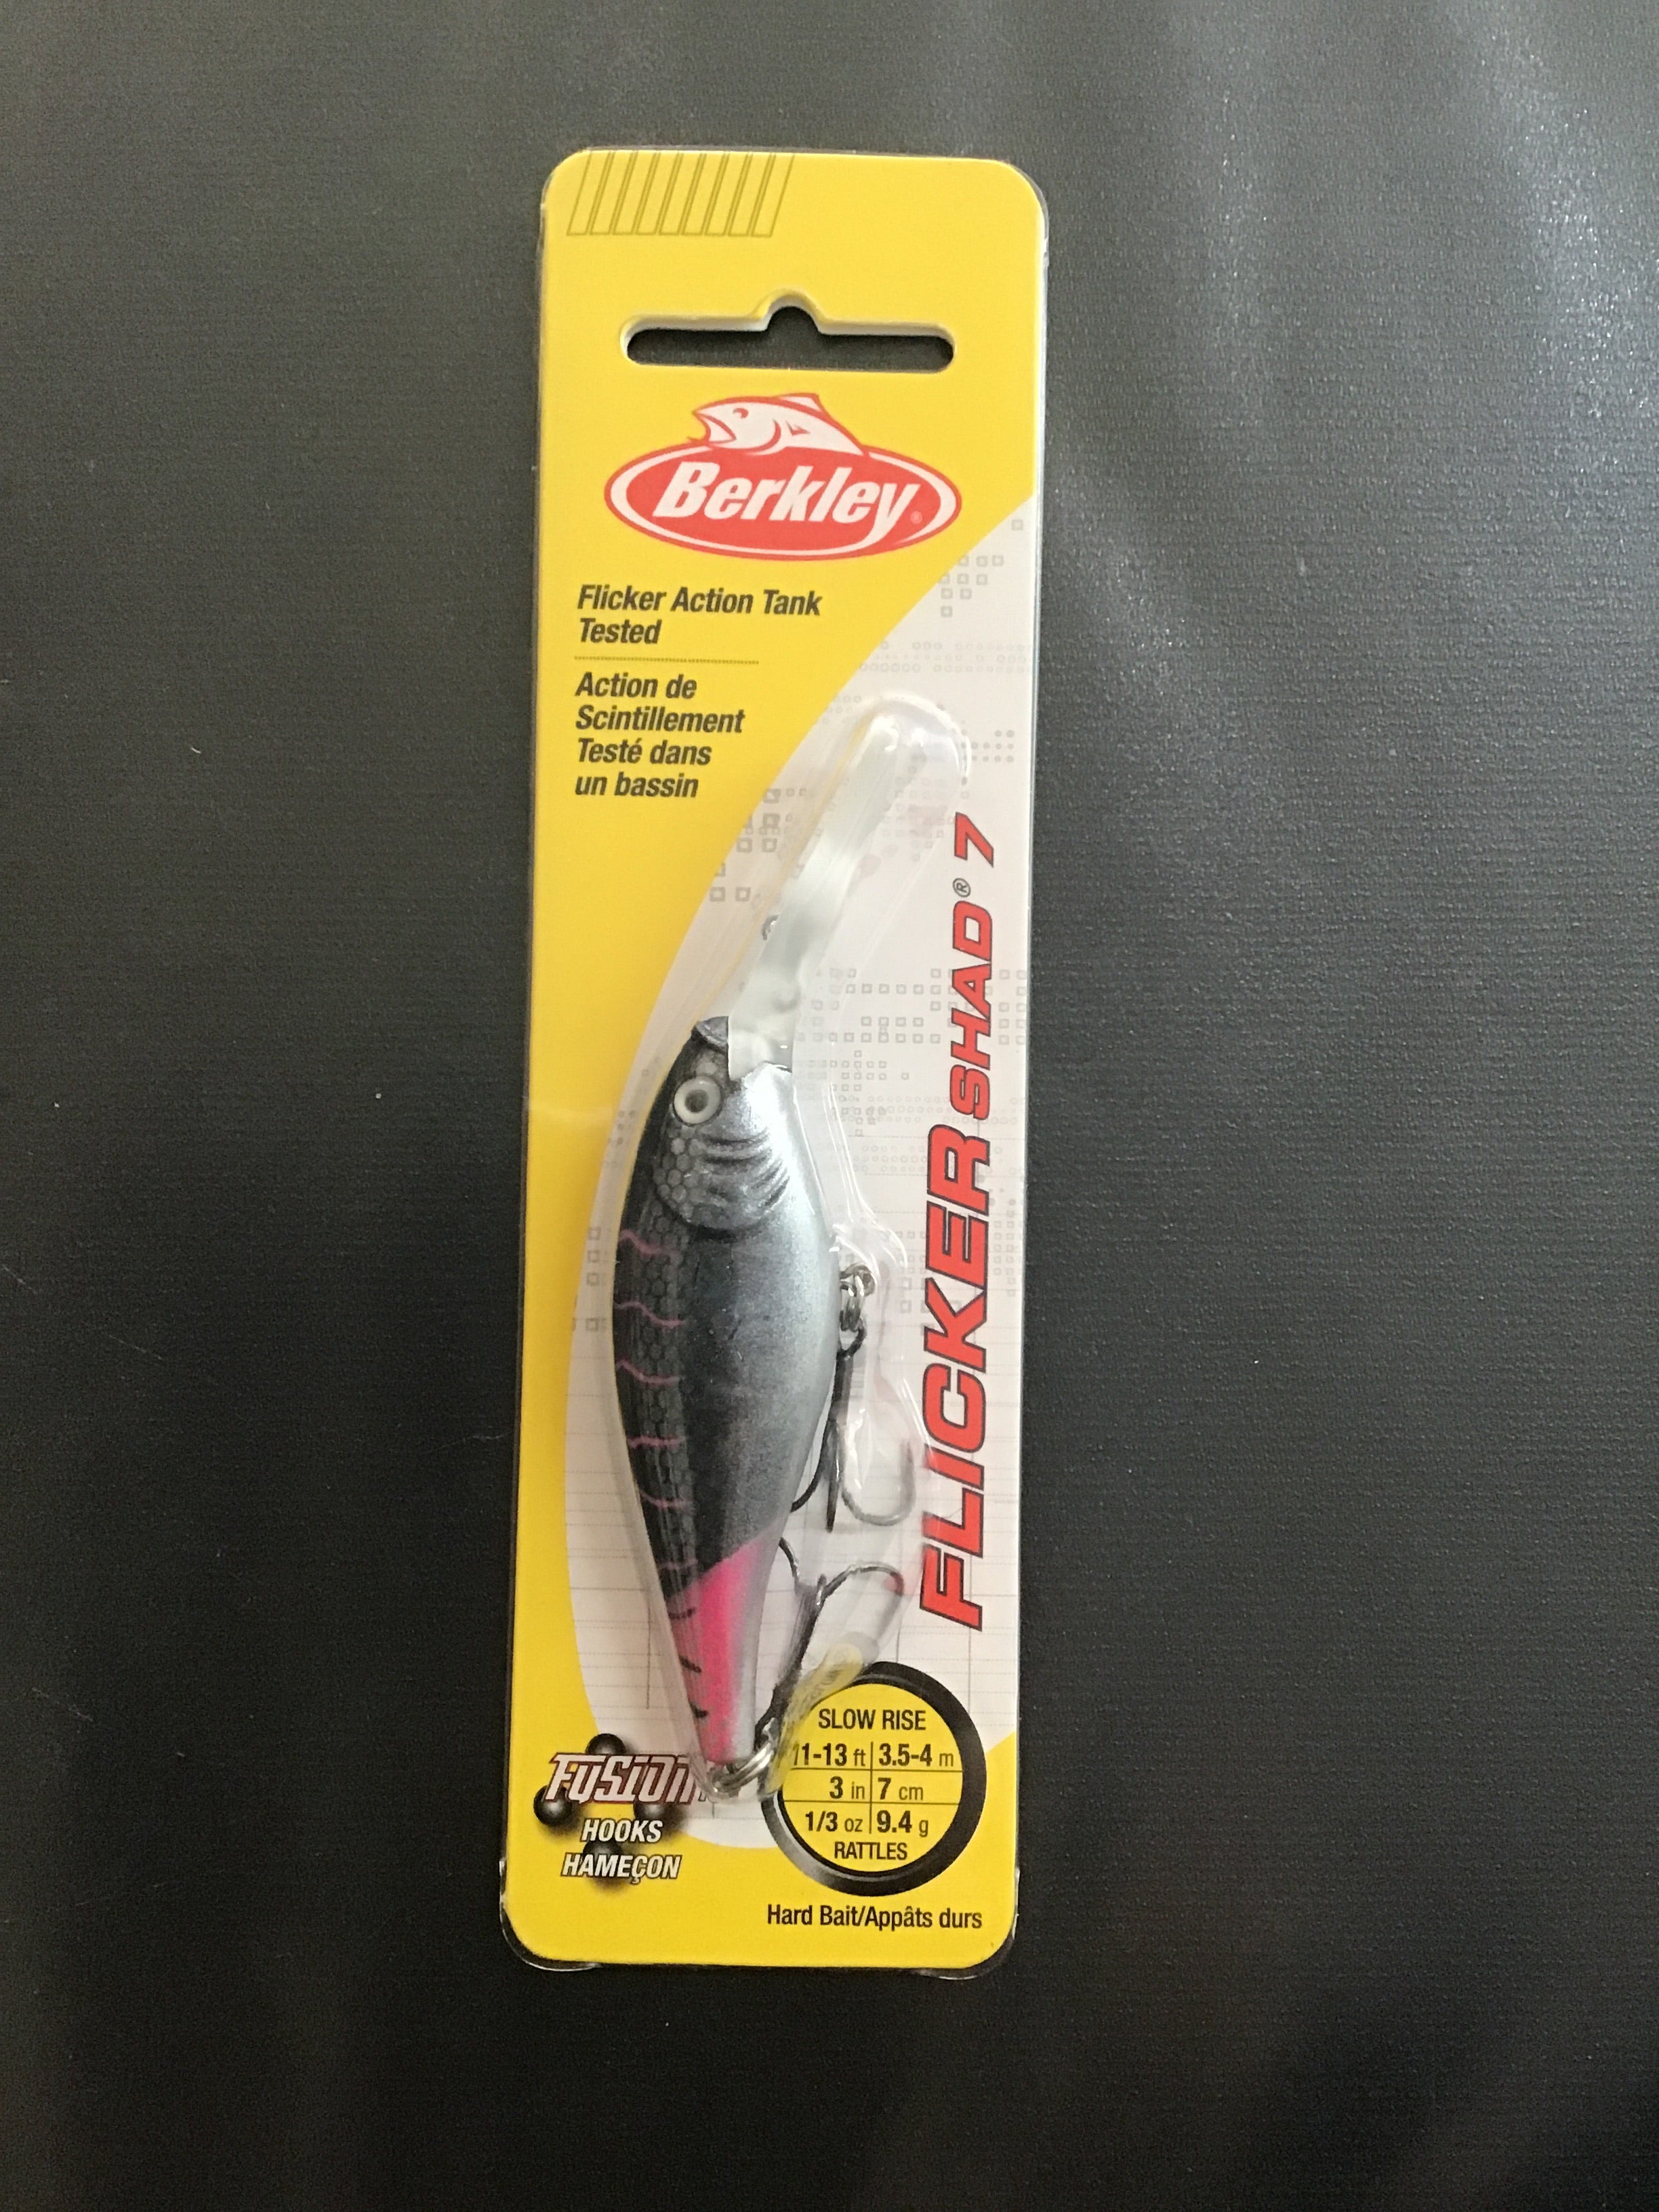 Berkley®
Flicker Action Tank
Tested
Action de
Scintillement
Testé dans
un bassin
FLICKER SHAD® 7
SLOW RISE
11-13 ft 3.5-4 m
3 in 7 cm
1/3 oz 9.4 g
RATTLES
Fusion
HOOKS
HAMEÇON
Hard Bait/Appâts durs